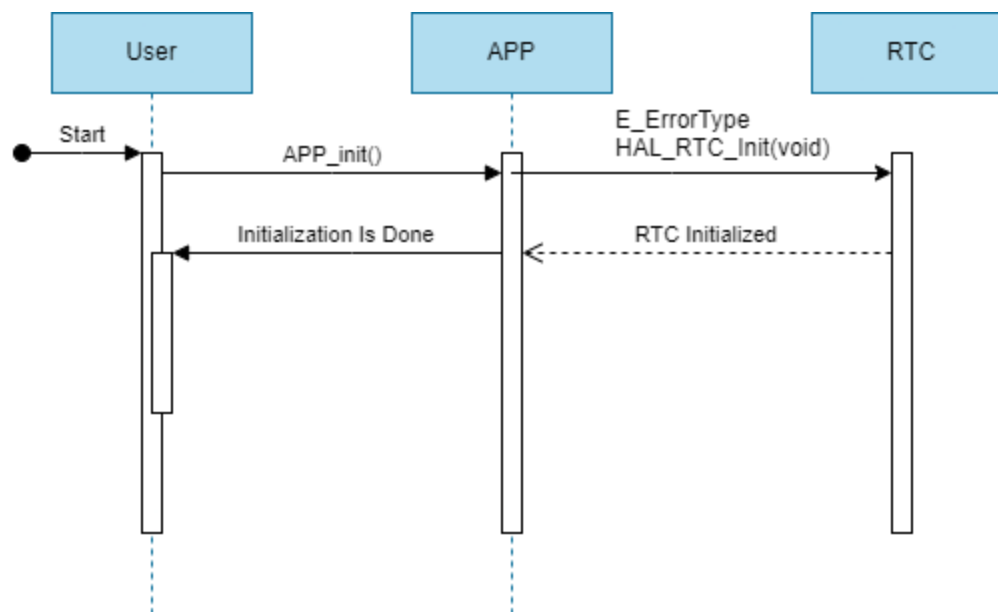 User
APP
RTC
Start
APP_init()
E_ErrorType
HAL_RTC_Init(void)
Initialization Is Done
RTC Initialized